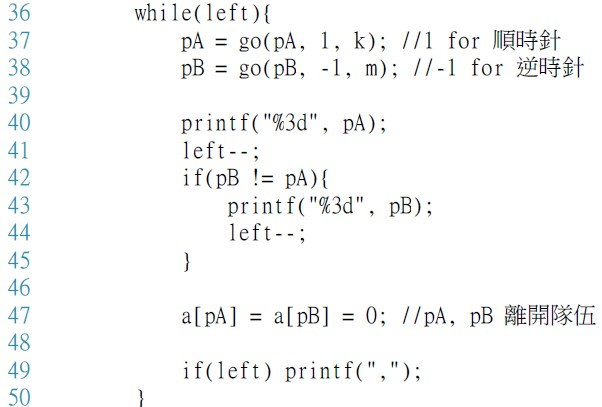 36 while(left){
37 pA = go(pA, 1, k); //1 for 順時針
38 pB = go(pB, -1, m); //-1 for 逆時針
39
40 printf("%3d", pA);
41 left--;
42 if(pB != pA){
43 printf("%3d", pB);
44 left--;
45 }
46
47 a[pA] = a[pB] = 0; //pA, pB 離開隊伍
48
49 if(left) printf(",");
50 }